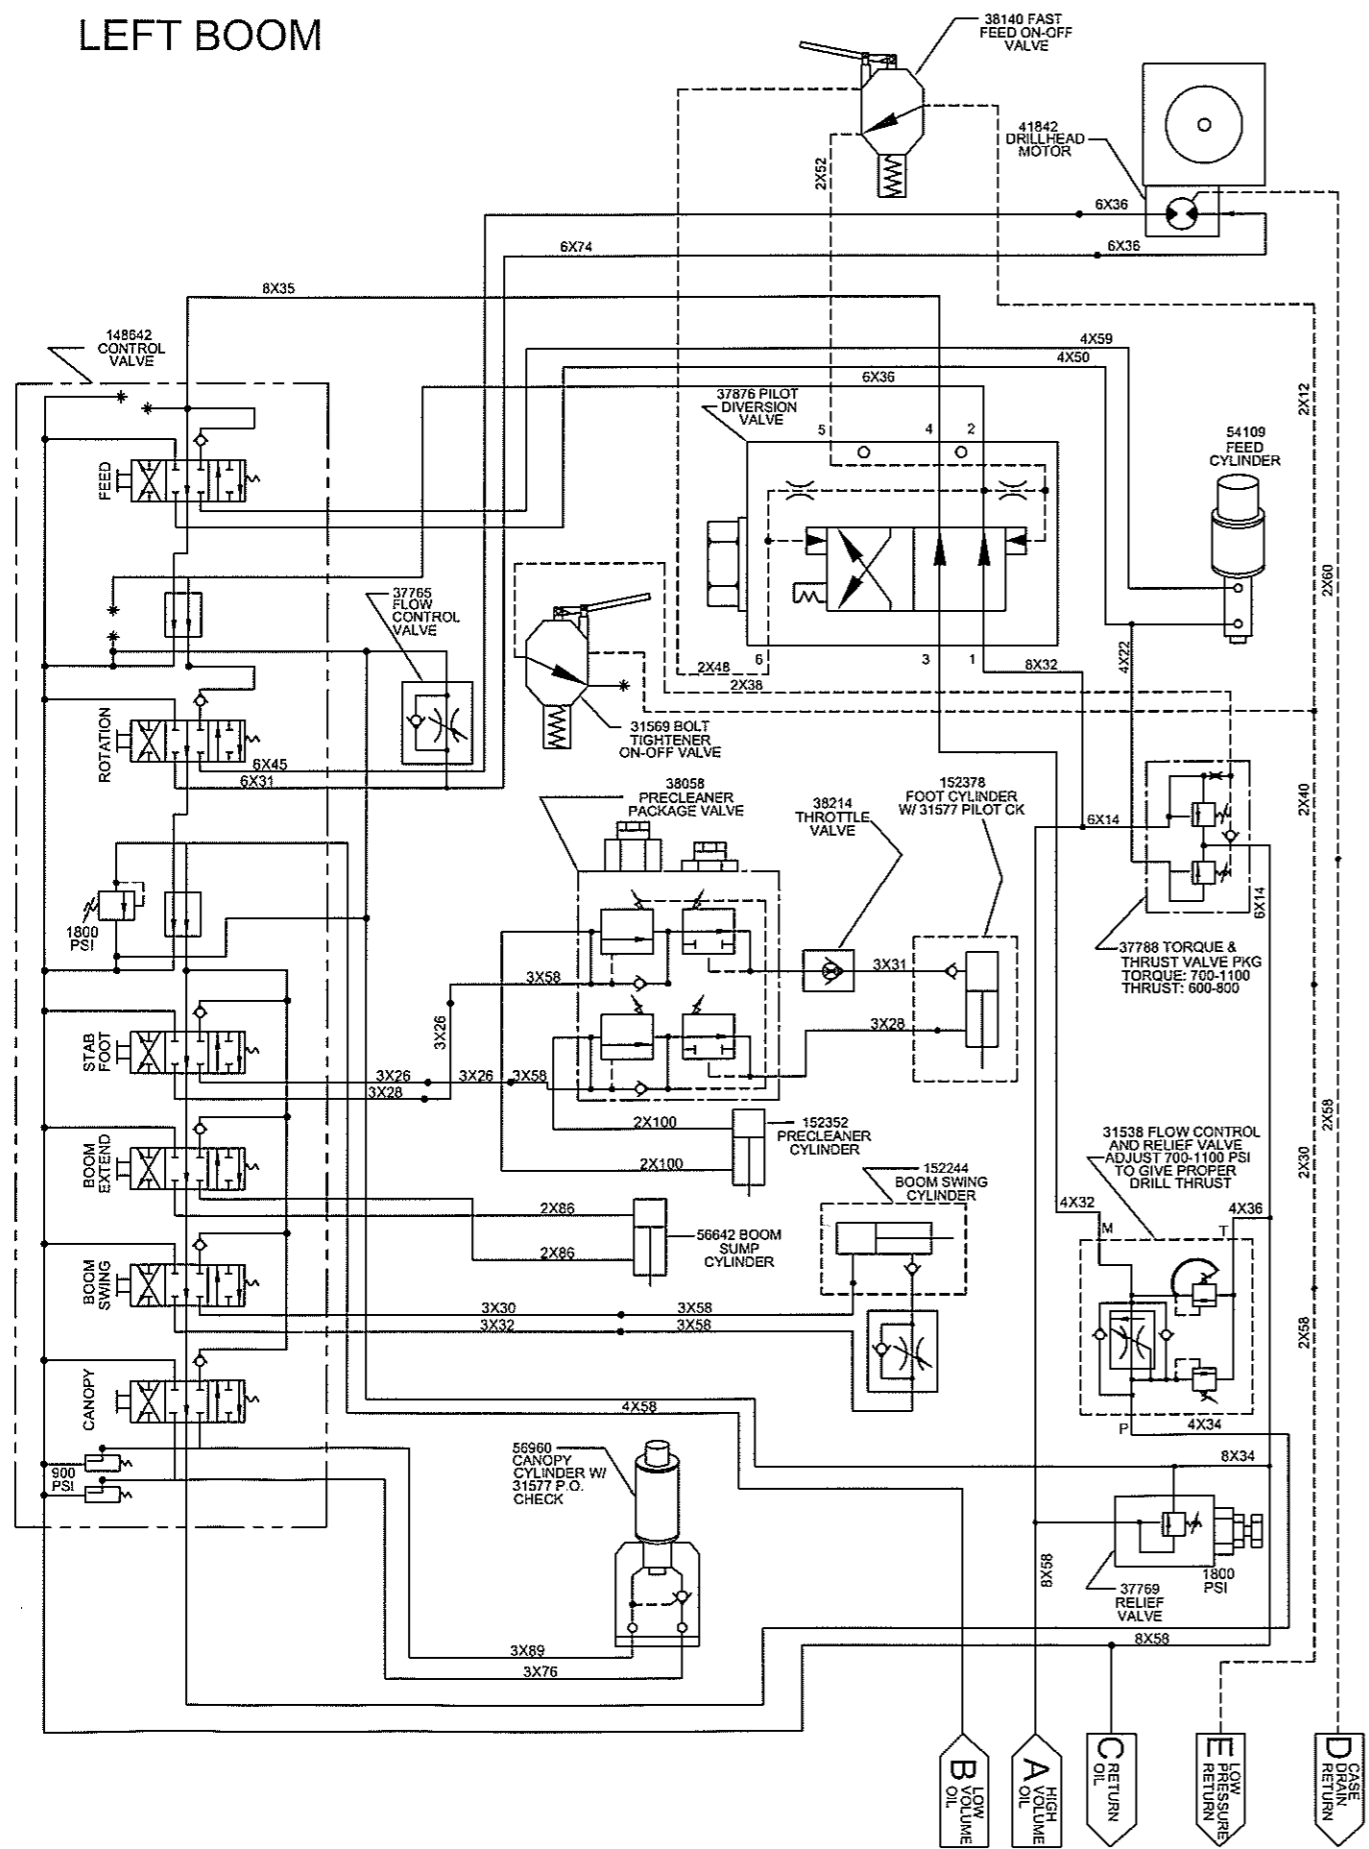 LEFT BOOM
38140 FAST
FEED ON-OFF
VALVE
41842
DRILLHEAD
MOTOR
2X52
6X36
6X74
6X36
8X35
148642
CONTROL
VALVE
4X59
4X50
6X36
37876 PILOT
DIVERSION
VALVE
5
4
2
2X12
54109
FEED
CYLINDER
FEED
37765
FLOW
CONTROL
VALVE
2X60
6
3
1
2X48
2X38
8X32
4X22
31569 BOLT
TIGHTENER
ON-OFF VALVE
ROTATION
6X45
6X31
38058
PRECLEANER
PACKAGE VALVE
38214
THROTTLE
VALVE
152378
FOOT CYLINDER
W/ 31577 PILOT CK
6X14
2X40
6X14
1800
PSI
37788 TORQUE &
THRUST VALVE PKG
TORQUE: 700-1100
THRUST: 600-800
3X58
3X31
3X26
3X28
STAB
FOOT
3X26
3X26
3X58
3X28
2X100
152352
PRECLEANER
CYLINDER
2X100
2X58
31538 FLOW CONTROL
AND RELIEF VALVE
ADJUST 700-1100 PSI
TO GIVE PROPER
DRILL THRUST
2X30
BOOM
EXTEND
152244
BOOM SWING
CYLINDER
2X86
2X86
56642 BOOM
SUMP
CYLINDER
4X32
M
4X36
T
BOOM
SWING
3X30
3X58
3X32
3X58
2X58
CANOPY
4X58
P
4X34
8X34
900
PSI
56960
CANOPY
CYLINDER W/
31577 P.O.
CHECK
8X58
1800
PSI
37769
RELIEF
VALVE
3X89
3X76
8X58
B
LOW
VOLUME
OIL
A
HIGH
VOLUME
OIL
C
RETURN
OIL
E
LOW
PRESSURE
RETURN
D
CASE
DRAIN
RETURN